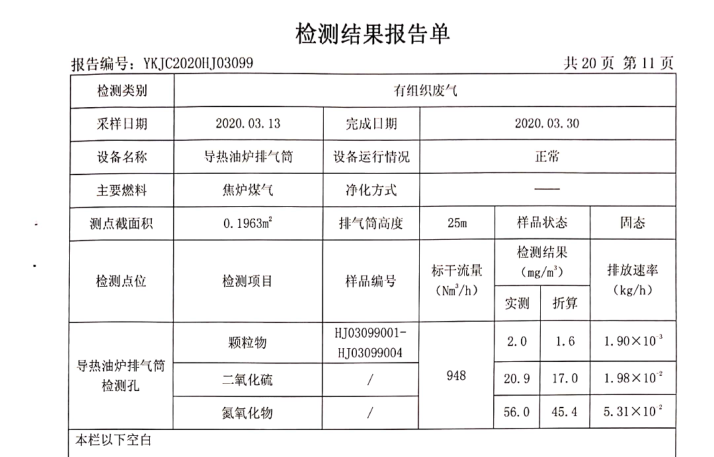 检测结果报告单
报告编号：YKJC2020HJ03099 共 20 页 第 11 页
检测类别 有组织废气
采样日期 2020.03.13 完成日期 2020.03.30
设备名称 导热油炉排气筒 设备运行情况 正常
主要燃料 焦炉煤气 净化方式 ——
测点截面积 0.1963m² 排气筒高度 25m 样品状态 固态
检测点位 检测项目 样品编号 标干流量 检测结果 排放速率
（Nm³/h） （mg/m³） （kg/h）
实测 折算
导热油炉排气筒
检测孔
颗粒物 HJ03099001-
HJ03099004
948 2.0 1.6 1.90×10⁻³
二氧化硫 / 20.9 17.0 1.98×10⁻²
氮氧化物 / 56.0 45.4 5.31×10⁻²
本栏以下空白